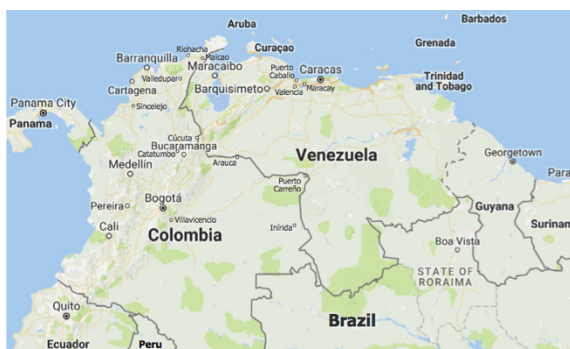 Barbados
Aruba
Curaçao
Grenada
Riohacha
Maicao
Barranquilla
Maracaibo
Puerto
Cabello
Caracas
Trinidad
and Tobago
Valledupar
Cartagena
Barquisimeto
Valencia
Maracay
Panama City
Sincelejo
Panama
Cúcuta
Bucaramanga
Catatumbo
Georgetown
Medellín
Arauca
Venezuela
Para
Puerto
Carreño
Bogotá
Pereira
Guyana
Villavicencio
Surinan
Cali
Colombia
Inírida
Boa Vista
STATE OF
RORAIMA
Quito
Brazil
Ecuador
Peru